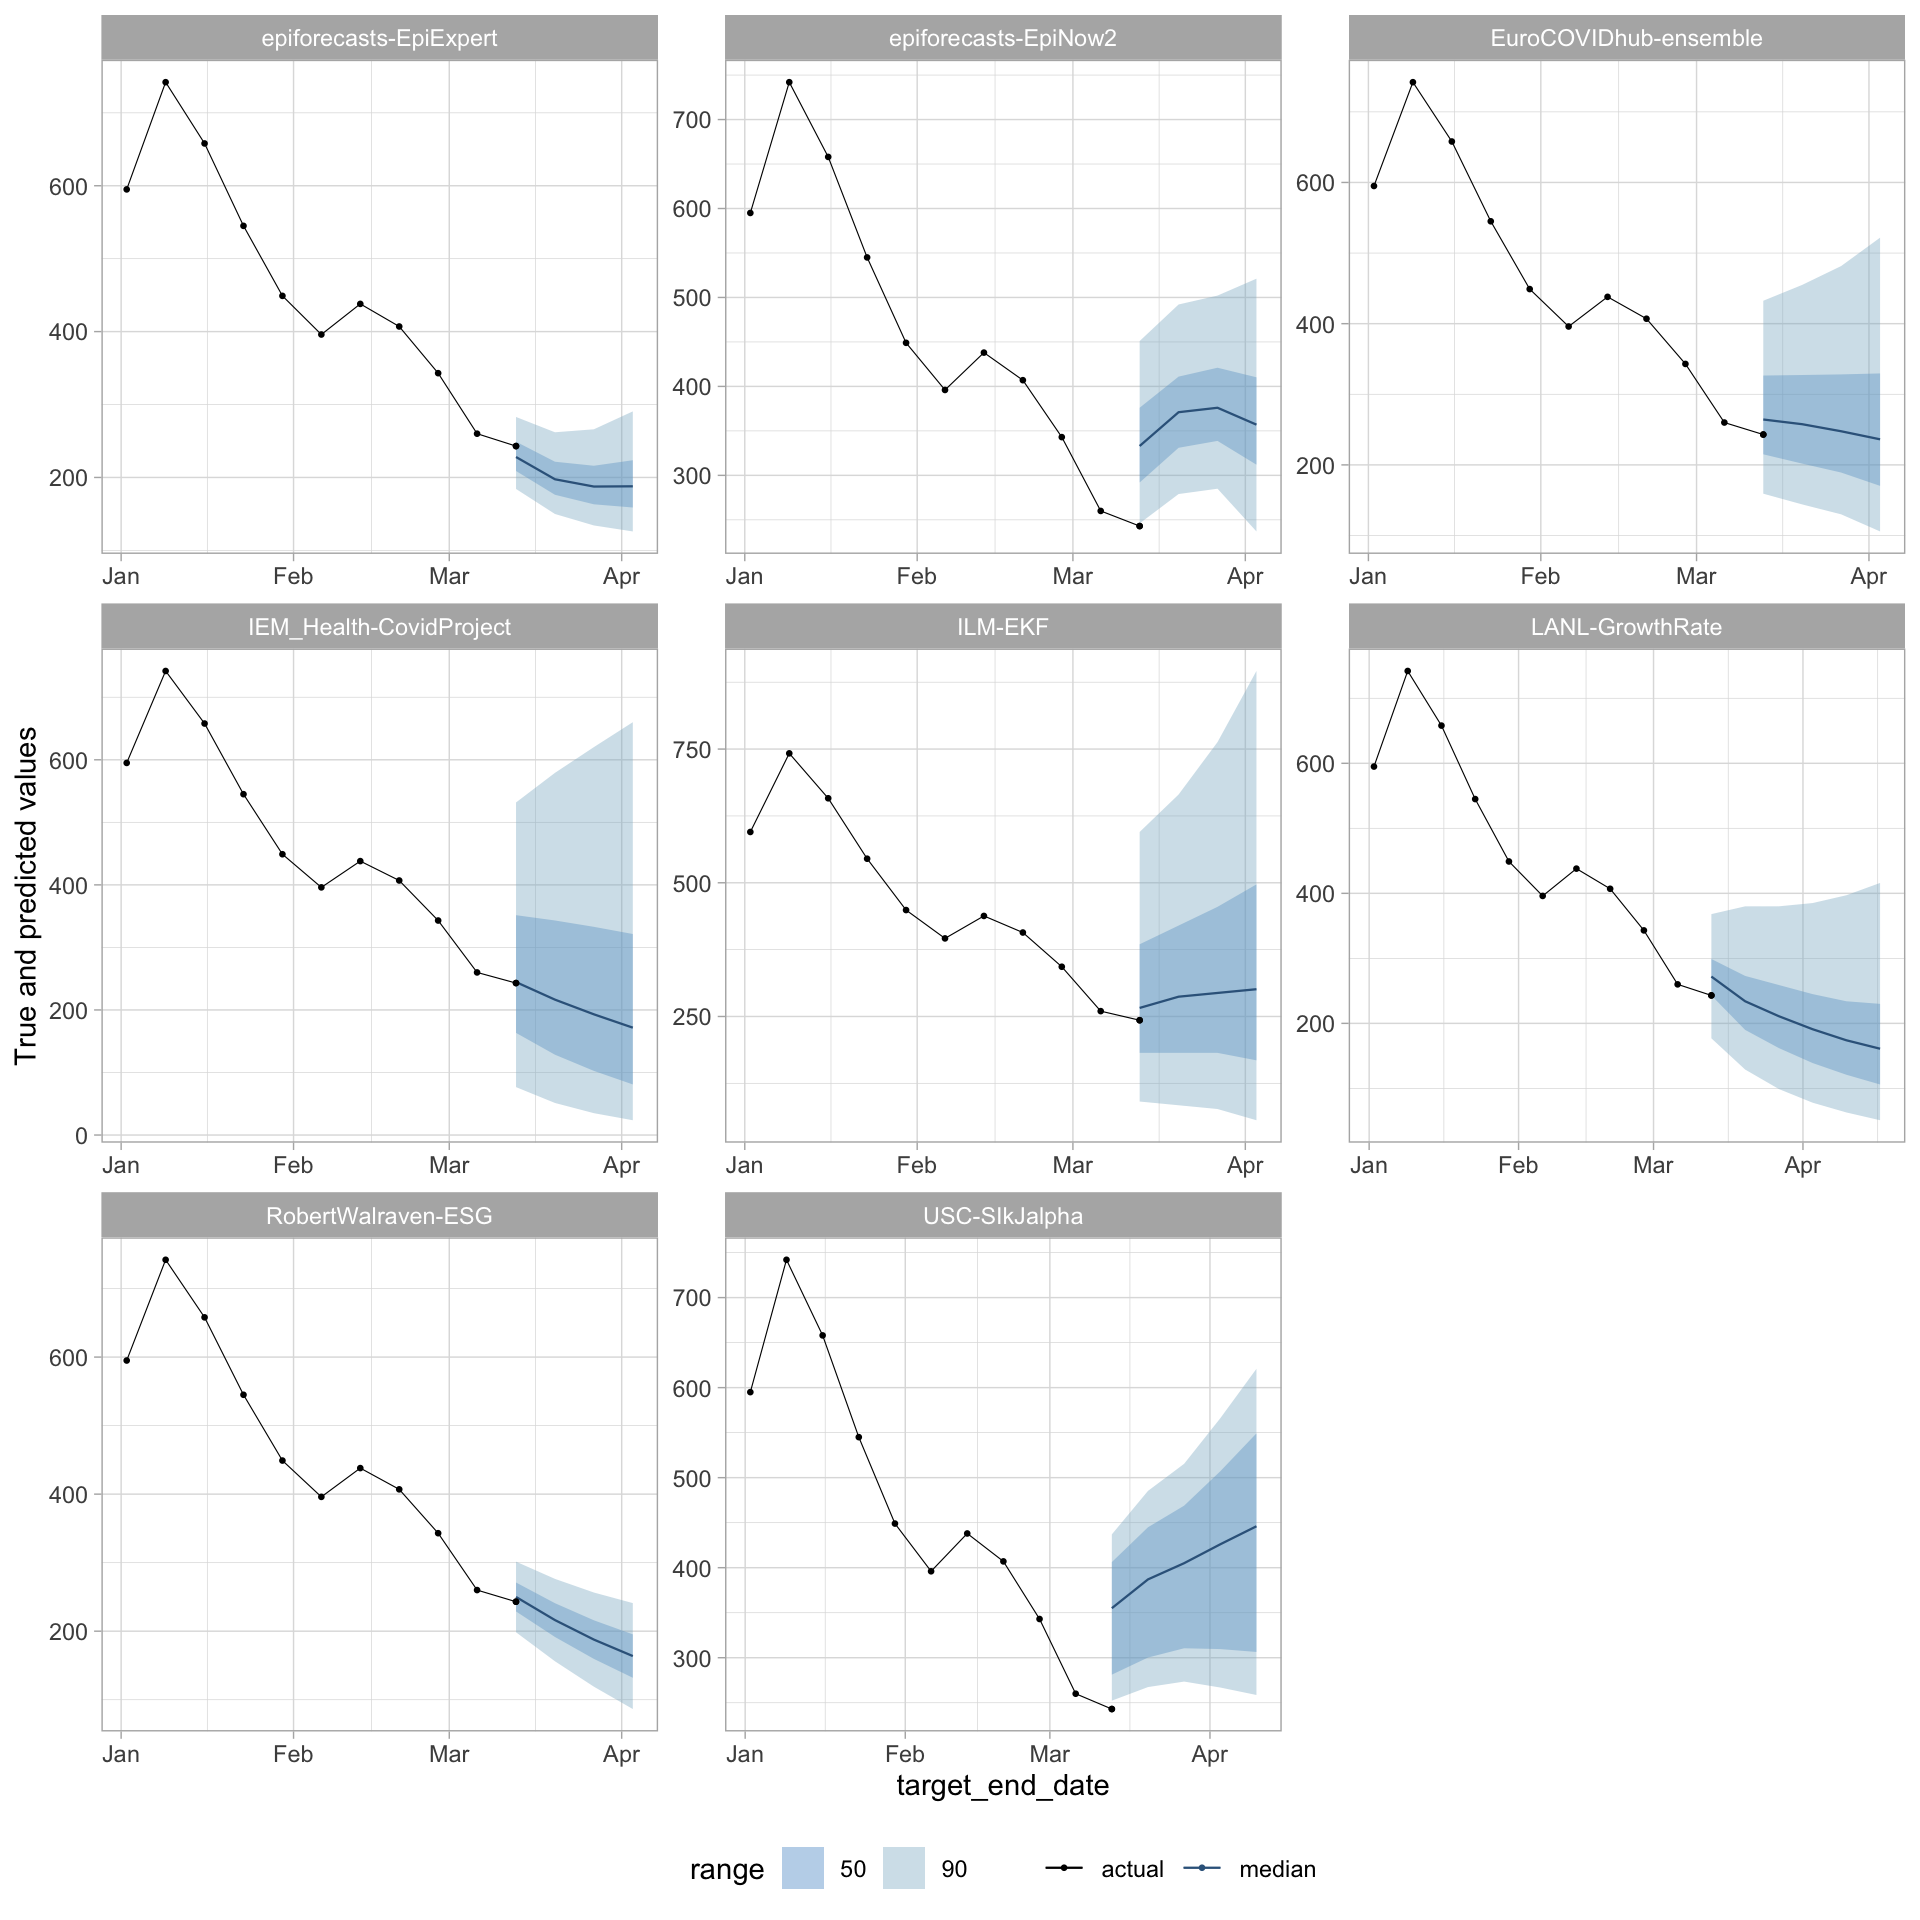 epiforecasts-EpiExpert epiforecasts-EpiNow2 EuroCOVIDhub-ensemble
600 400 200
700 600 500 400 300
600 400 200
Jan Feb Mar Apr Jan Feb Mar Apr Jan Feb Mar Apr
IEM_Health-CovidProject ILM-EKF LANL-GrowthRate
True and predicted values
600 400 200 0
750 500 250
600 400 200
Jan Feb Mar Apr Jan Feb Mar Apr Jan Feb Mar Apr
RobertWalraven-ESG USC-SIkJalpha
600 400 200
700 600 500 400 300
Jan Feb Mar Apr Jan Feb Mar Apr
target_end_date
range 50 90 actual median